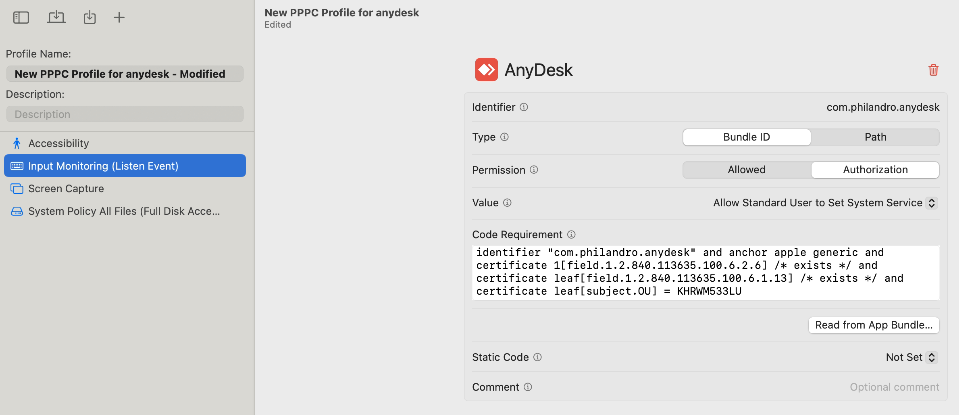 New PPPC Profile for anydesk
Edited
Profile Name:
New PPPC Profile for anydesk - Modified
Description:
Description
Accessibility
Input Monitoring (Listen Event)
Screen Capture
System Policy All Files (Full Disk Acce...
AnyDesk
Identifier com.philandro.anydesk
Type Bundle ID Path
Permission Allowed Authorization
Value Allow Standard User to Set System Service
Code Requirement
identifier "com.philandro.anydesk" and anchor apple generic and
certificate 1[field.1.2.840.113635.100.6.2.6] /* exists */ and
certificate leaf[field.1.2.840.113635.100.6.1.13] /* exists */ and
certificate leaf[subject.OU] = KHRWM533LU
Read from App Bundle...
Static Code Not Set
Comment Optional comment